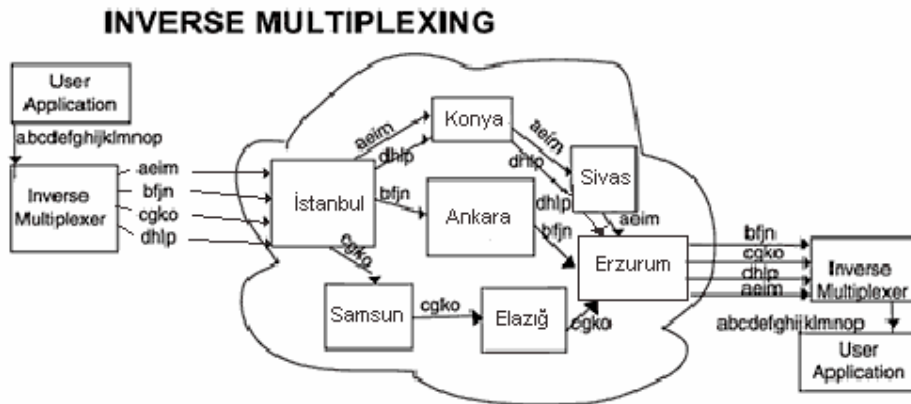 INVERSE MULTIPLEXING
User
Application
abcdefghijklmnop
Inverse
Multiplexer
aeim
bfjn
cgko
dhlp
İstanbul
aeim
dhlp
bfjn
cgko
Konya
aeim
dhlp
Sivas
dhlp
aeim
Ankara
bfjn
Samsun
cgko
Elazığ
cgko
Erzurum
bfjn
cgko
dhlp
aeim
Inverse
Multiplexer
abcdefghijklmnop
User
Application